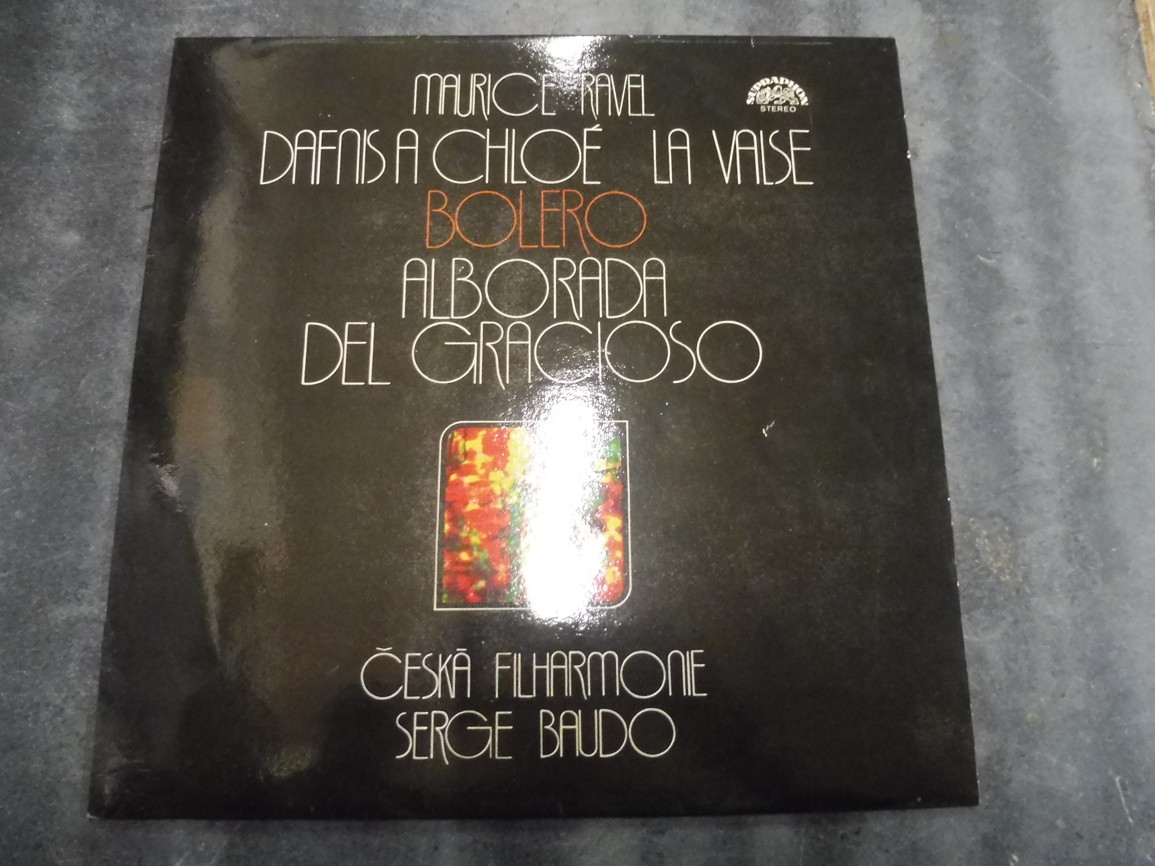 MAURICE RAVEL
SUPRAPHON
STEREO
DAFNIS A CHLOÉ LA VALSE
BOLERO
ALBORADA
DEL GRACIOSO
ČESKÁ FILHARMONIE
SERGE BAUDO